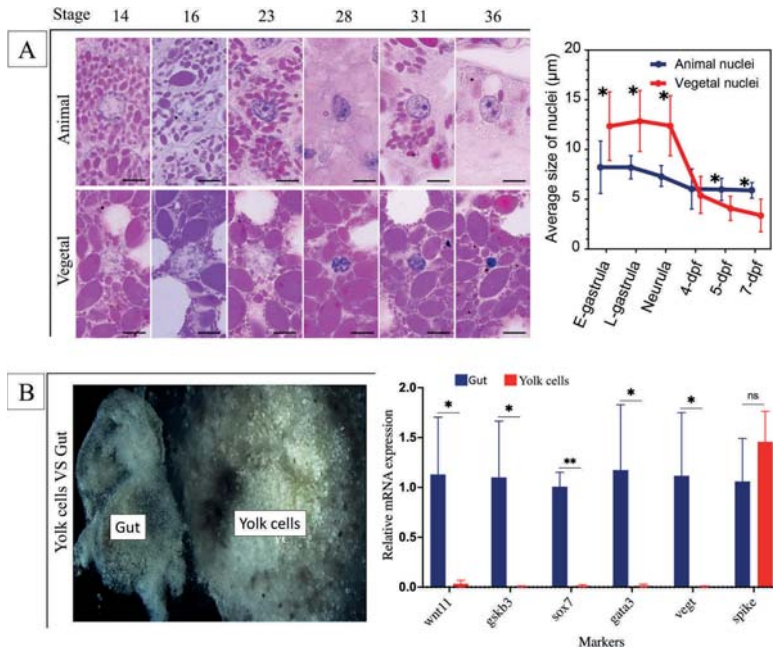 Stage 14 16 23 28 31 36
A
Animal
Vegetal
Average size of nuclei (μm)
20
15
10
5
0
Animal nuclei
Vegetal nuclei
* * * * *
E-gastrula
L-gastrula
Neurula
4-dpf
5-dpf
7-dpf
B
Yolk cells VS Gut
Gut
Yolk cells
Gut Yolk cells
Relative mRNA expression
2.0
1.5
1.0
0.5
0.0
* * ** * * ns
wnt11
gskb3
sox7
gata3
vegt
spike
Markers